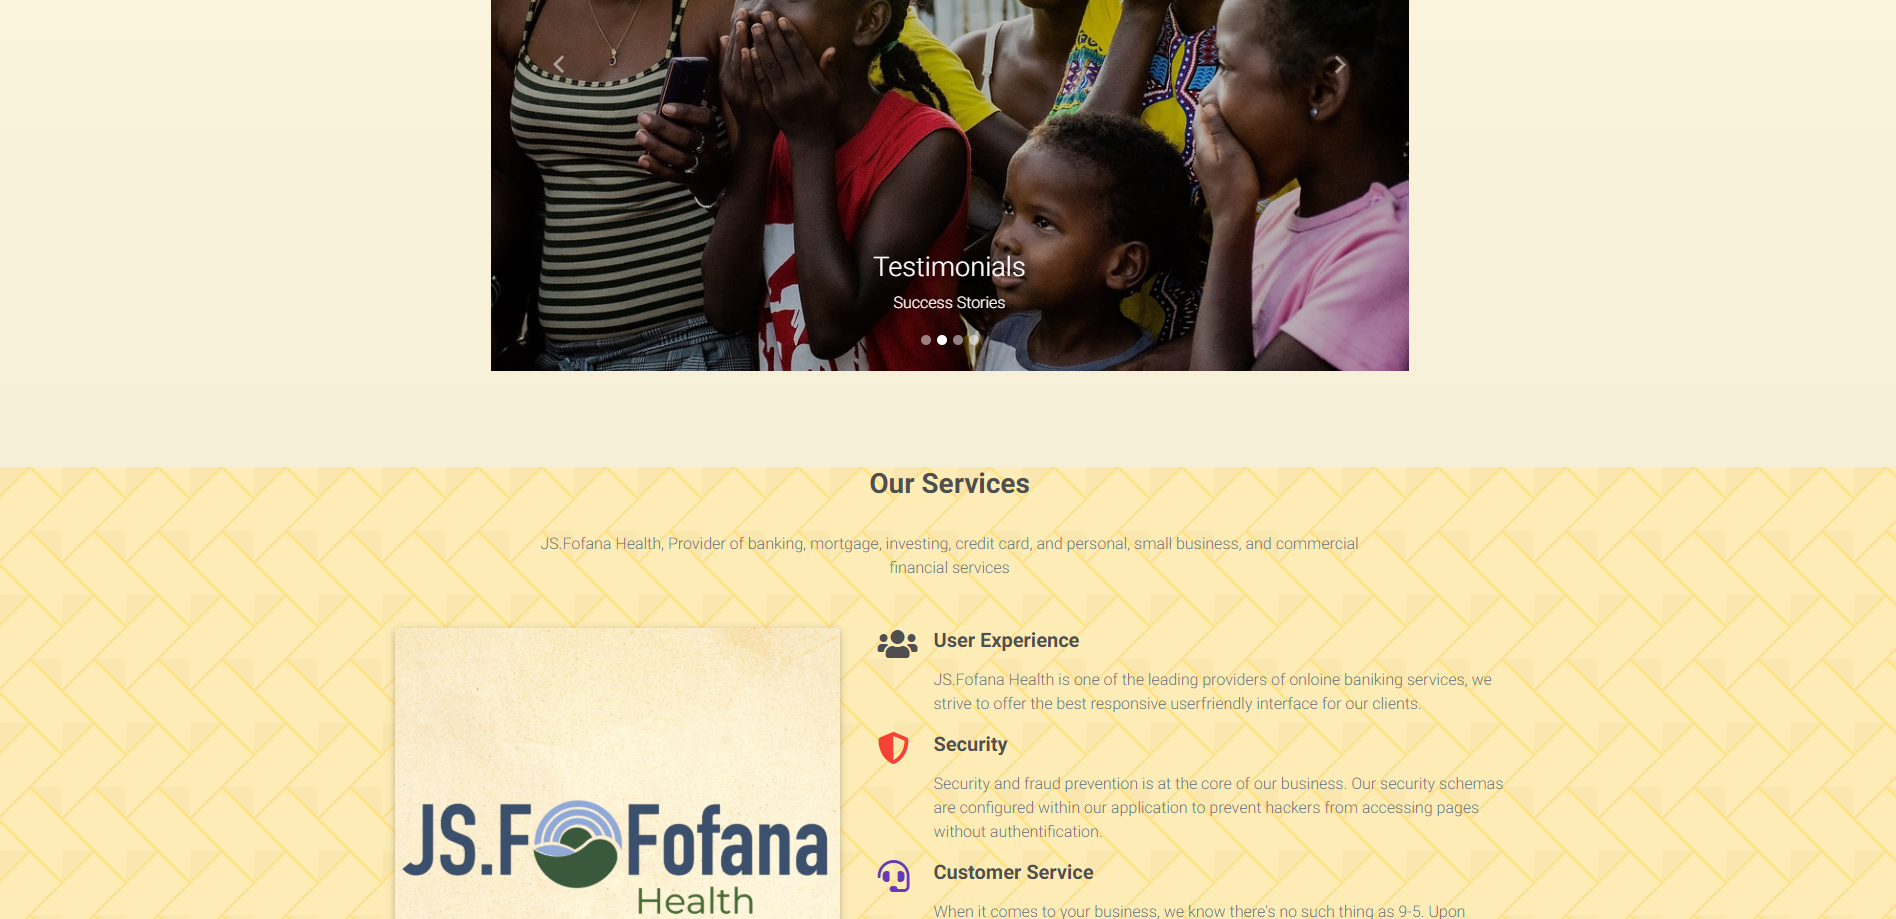 Testimonials
Success Stories
Our Services
JS.Fofana Health, Provider of banking, mortgage, investing, credit card, and personal, small business, and commercial
financial services
User Experience
JS.Fofana Health is one of the leading providers of onloine baniking services, we
strive to offer the best responsive userfriendly interface for our clients.
Security
Security and fraud prevention is at the core of our business. Our security schemas
are configured within our application to prevent hackers from accessing pages
without authentification.
JS.F Fofana
Health
Customer Service
When it comes to your business, we know there's no such thing as 9-5. Upon